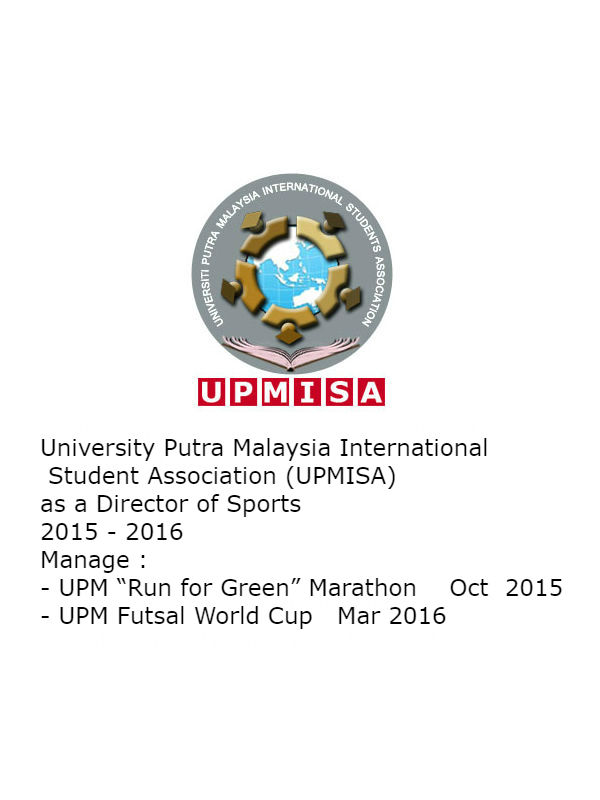 UNIVERSITI PUTRA MALAYSIA INTERNATIONAL STUDENTS ASSOCIATION
UPMISA
University Putra Malaysia International
Student Association (UPMISA)
as a Director of Sports
2015 - 2016
Manage :
- UPM “Run for Green” Marathon Oct 2015
- UPM Futsal World Cup Mar 2016